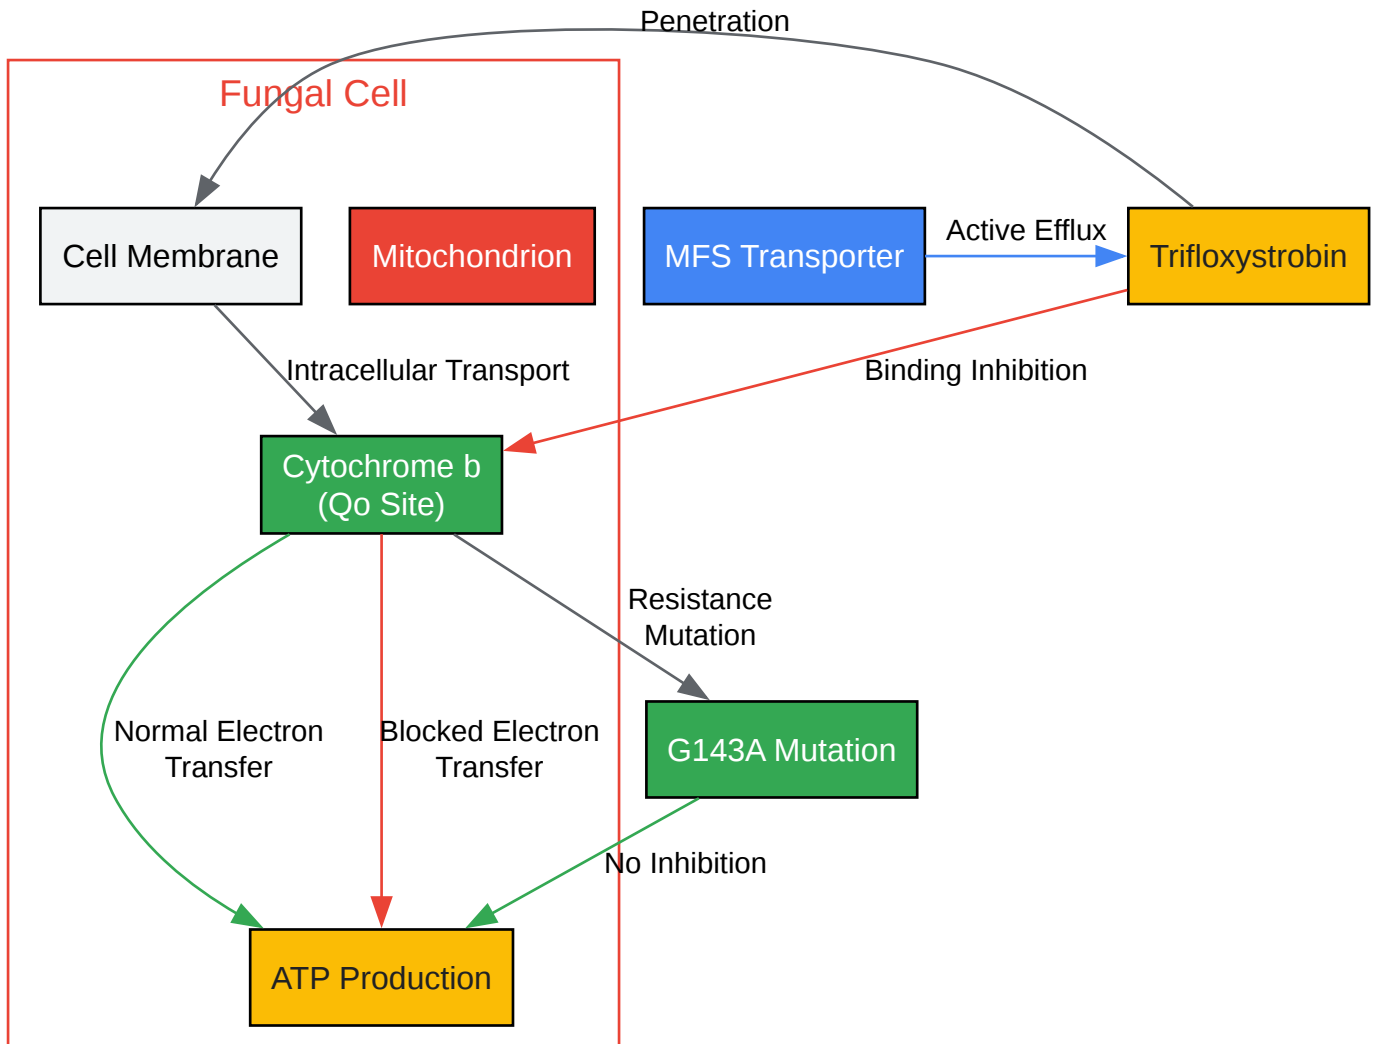 Penetration
Fungal Cell
Cell Membrane
Mitochondrion
MFS Transporter
Active Efflux
Trifloxystrobin
Intracellular Transport
Binding Inhibition
Cytochrome b
(Qo Site)
Resistance
Mutation
Normal Electron
Transfer
Blocked Electron
Transfer
G143A Mutation
No Inhibition
ATP Production